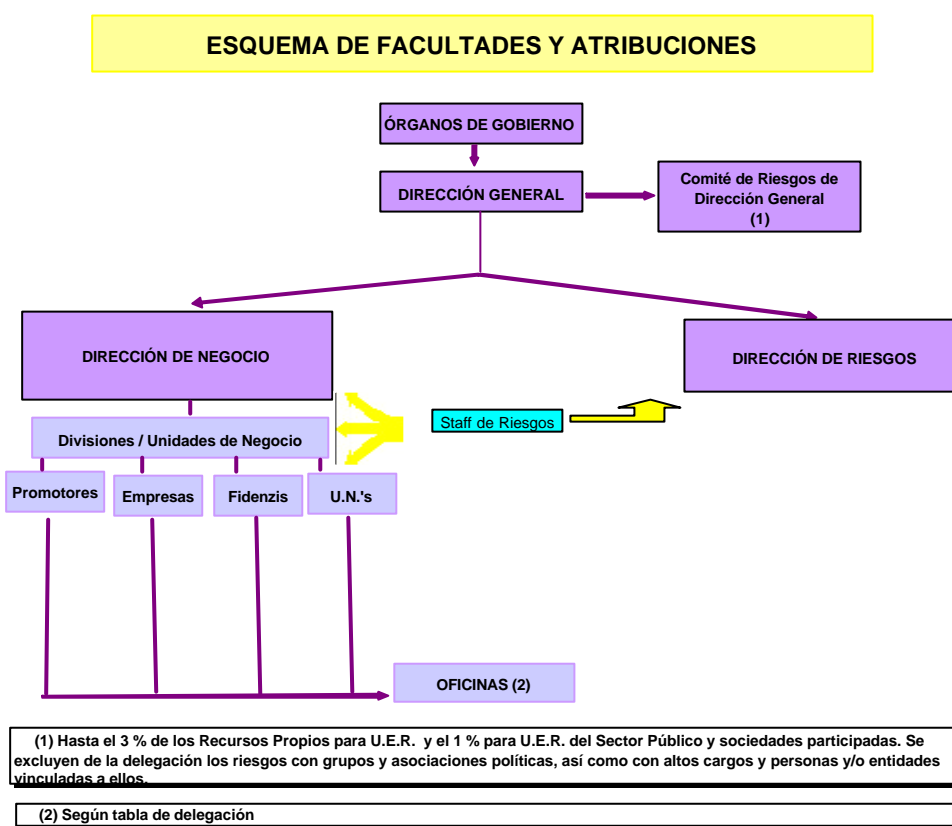 ESQUEMA DE FACULTADES Y ATRIBUCIONES
ÓRGANOS DE GOBIERNO
DIRECCIÓN GENERAL
Comité de Riesgos de
Dirección General
(1)
DIRECCIÓN DE NEGOCIO
DIRECCIÓN DE RIESGOS
Staff de Riesgos
Divisiones / Unidades de Negocio
Promotores
Empresas
Fidenzis
U.N.'s
OFICINAS (2)
(1) Hasta el 3 % de los Recursos Propios para U.E.R. y el 1 % para U.E.R. del Sector Público y sociedades participadas. Se
excluyen de la delegación los riesgos con grupos y asociaciones políticas, así como con altos cargos y personas y/o entidades
vinculadas a ellos.
(2) Según tabla de delegación